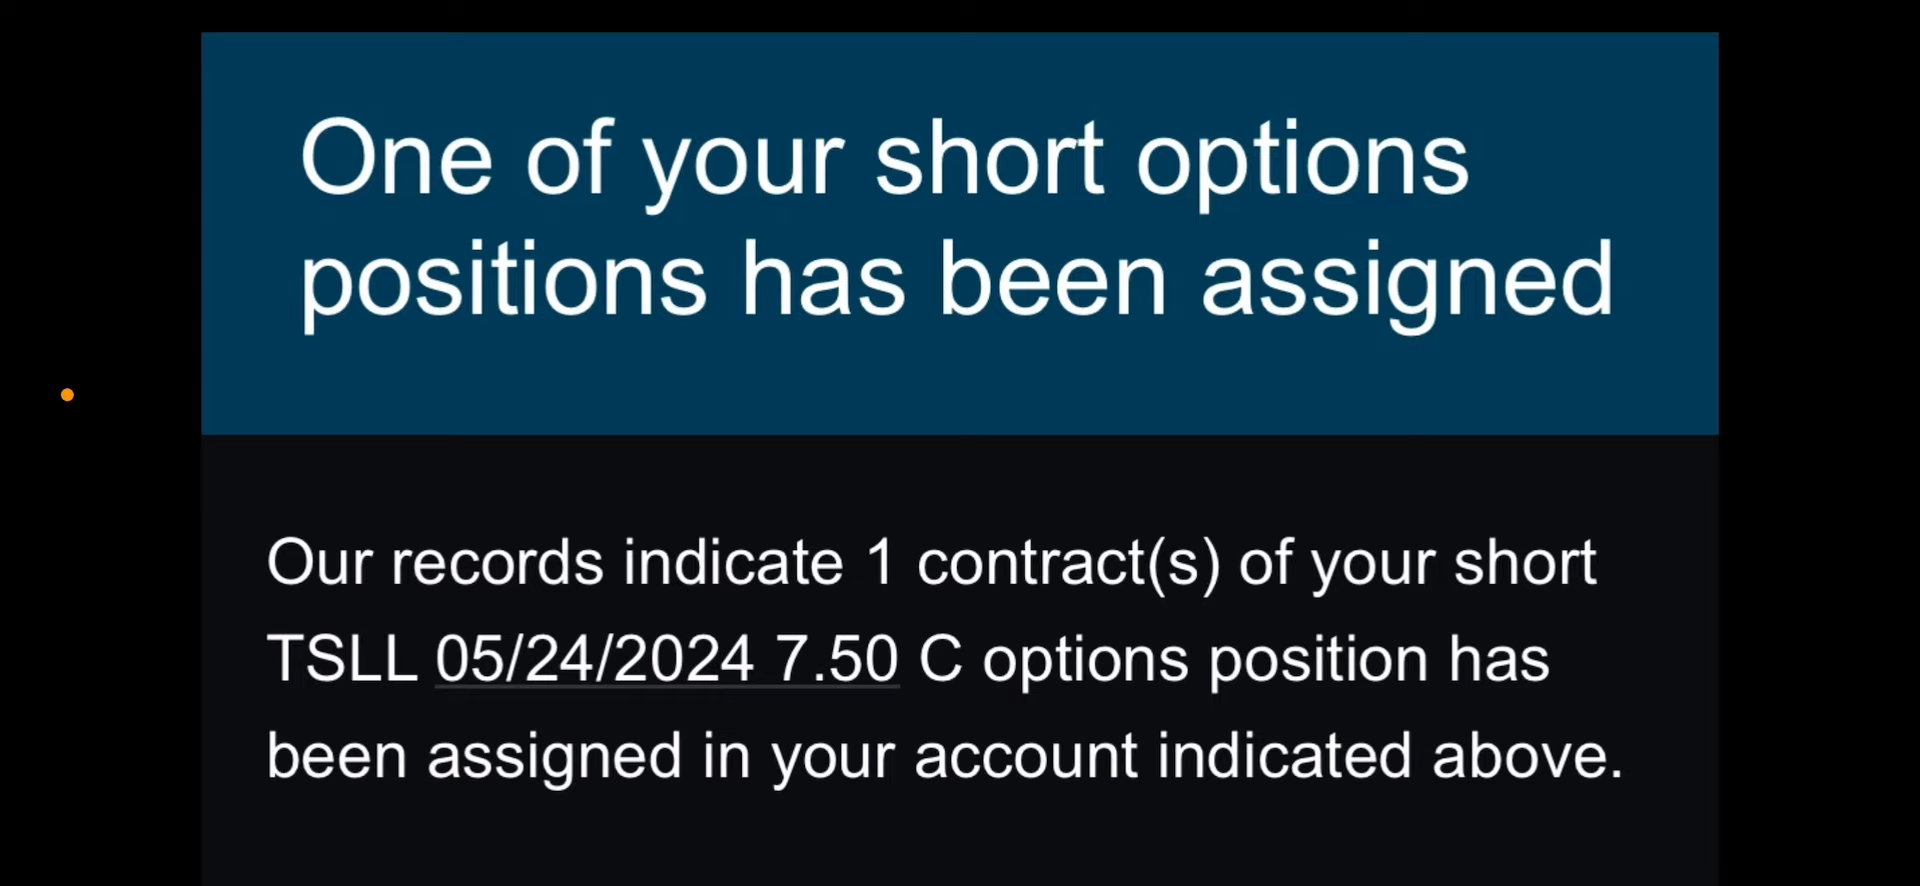 One of your short options
positions has been assigned
Our records indicate 1 contract(s) of your short
TSLL 05/24/2024 7.50 C options position has
been assigned in your account indicated above.